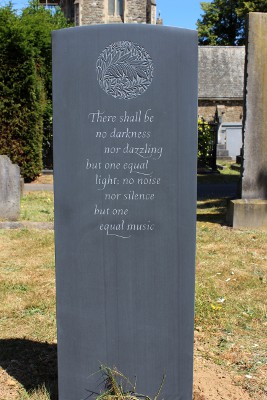 There shall be
no darkness
nor dazzling
but one equal
light: no noise
nor silence
but one
equal music